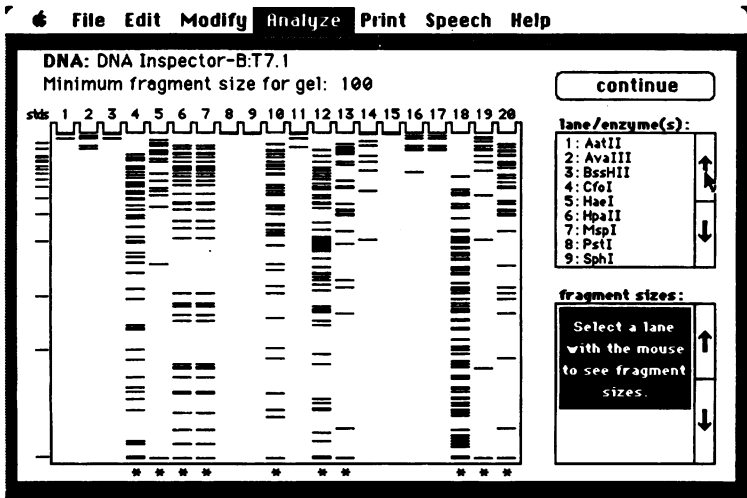 File Edit Modify Analyze Print Speech Help
DNA: DNA Inspector-B:T7.1
Minimum fragment size for gel: 100
continue
stds 1 2 3 4 5 6 7 8 9 10 11 12 13 14 15 16 17 18 19 20
lane/enzyme(s):
1: AatII
2: AvaIII
3: BssHII
4: CfoI
5: HaeI
6: HpaII
7: MspI
8: PstI
9: SphI
fragment sizes:
Select a lane
with the mouse
to see fragment
sizes.
* * * * * * * * * *